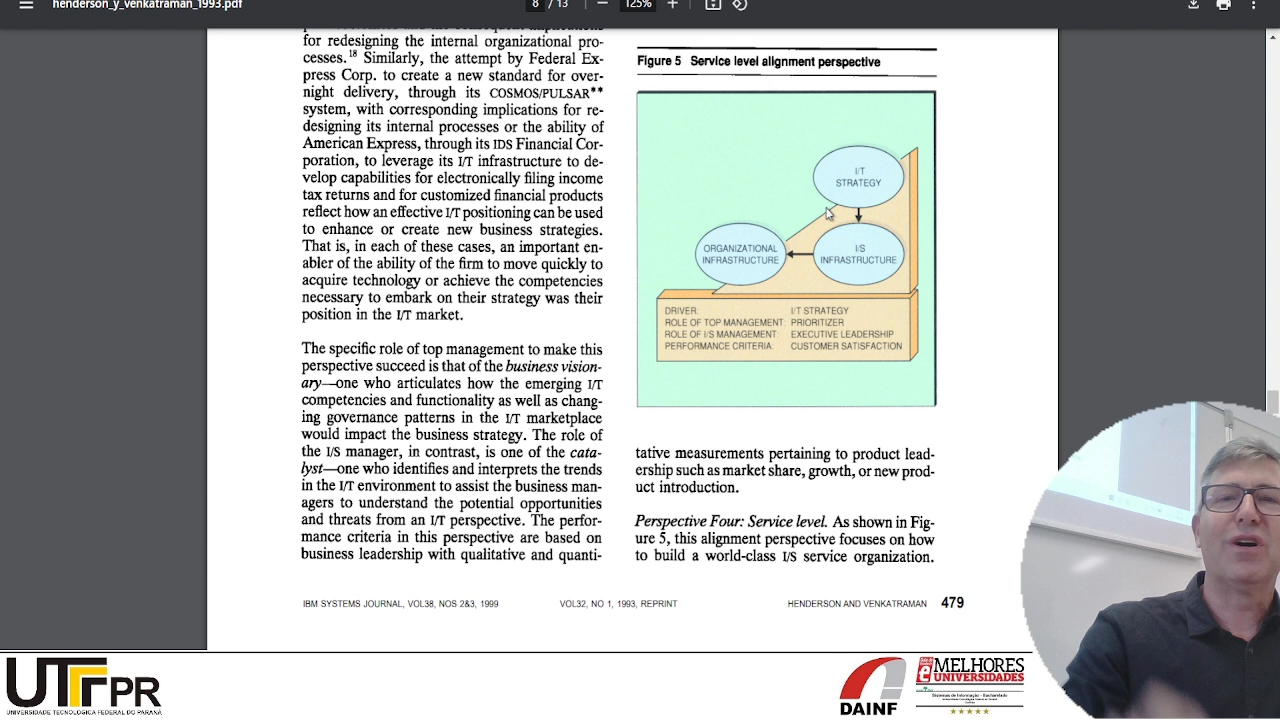 henderson_y_venkatraman_1993.pdf
8 / 13
125%
for redesigning the internal organizational pro-
cesses.18 Similarly, the attempt by Federal Ex-
press Corp. to create a new standard for over-
night delivery, through its COSMOS/PULSAR**
system, with corresponding implications for re-
designing its internal processes or the ability of
American Express, through its IDS Financial Cor-
poration, to leverage its I/T infrastructure to de-
velop capabilities for electronically filing income
tax returns and for customized financial products
reflect how an effective I/T positioning can be used
to enhance or create new business strategies.
That is, in each of these cases, an important en-
abler of the ability of the firm to move quickly to
acquire technology or achieve the competencies
necessary to embark on their strategy was their
position in the I/T market.
The specific role of top management to make this
perspective succeed is that of the business vision-
ary—one who articulates how the emerging I/T
competencies and functionality as well as chang-
ing governance patterns in the I/T marketplace
would impact the business strategy. The role of
the I/S manager, in contrast, is one of the cata-
lyst—one who identifies and interprets the trends
in the I/T environment to assist the business man-
agers to understand the potential opportunities
and threats from an I/T perspective. The perfor-
mance criteria in this perspective are based on
business leadership with qualitative and quanti-
Figure 5 Service level alignment perspective
I/T
STRATEGY
ORGANIZATIONAL
INFRASTRUCTURE
I/S
INFRASTRUCTURE
DRIVER: I/T STRATEGY
ROLE OF TOP MANAGEMENT: PRIORITIZER
ROLE OF I/S MANAGEMENT: EXECUTIVE LEADERSHIP
PERFORMANCE CRITERIA: CUSTOMER SATISFACTION
tative measurements pertaining to product lead-
ership such as market share, growth, or new prod-
uct introduction.
Perspective Four: Service level. As shown in Fig-
ure 5, this alignment perspective focuses on how
to build a world-class I/S service organization.
IBM SYSTEMS JOURNAL, VOL38, NOS 2&3, 1999
VOL32, NO 1, 1993, REPRINT
HENDERSON AND VENKATRAMAN 479
UTFPR
UNIVERSIDADE TECNOLÓGICA FEDERAL DO PARANÁ
DAINF
MELHORES
UNIVERSIDADES
Sistemas de Informação - Bacharelado